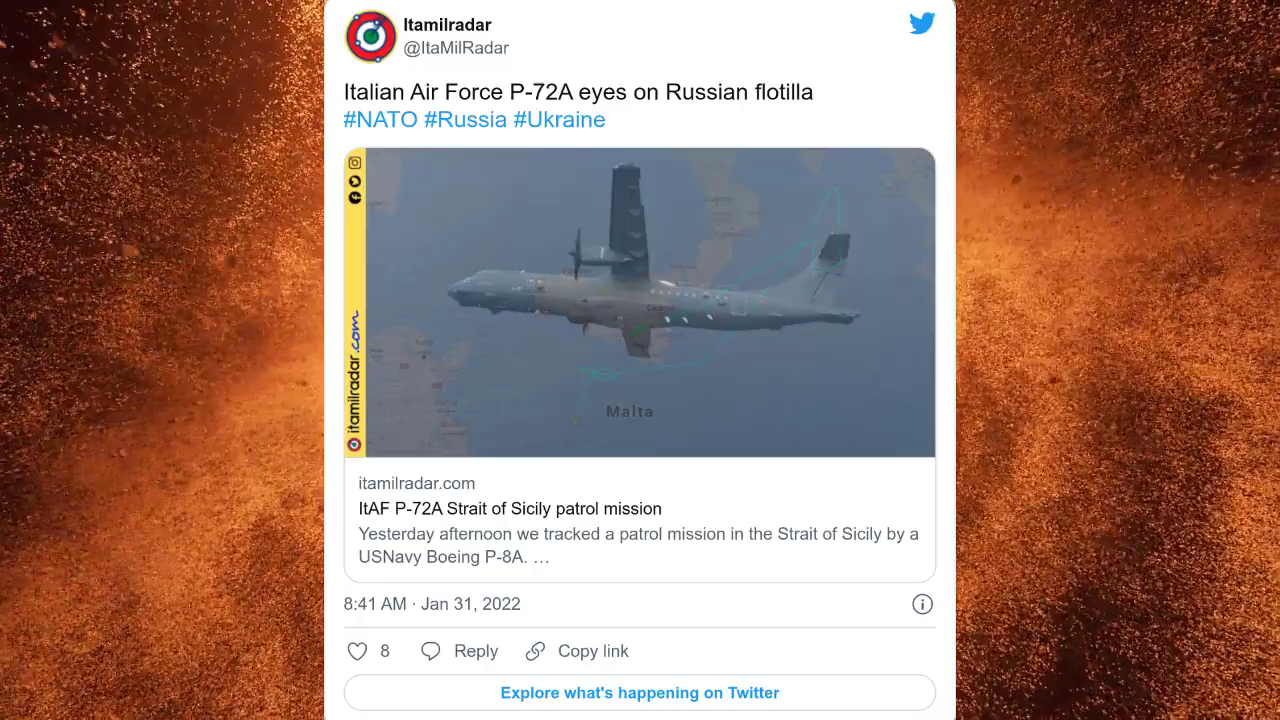 Itamilradar
@ItaMilRadar
Italian Air Force P-72A eyes on Russian flotilla
#NATO #Russia #Ukraine
itamilradar.com
Malta
itamilradar.com
ItAF P-72A Strait of Sicily patrol mission
Yesterday afternoon we tracked a patrol mission in the Strait of Sicily by a
USNavy Boeing P-8A. …
8:41 AM · Jan 31, 2022
8
Reply
Copy link
Explore what's happening on Twitter